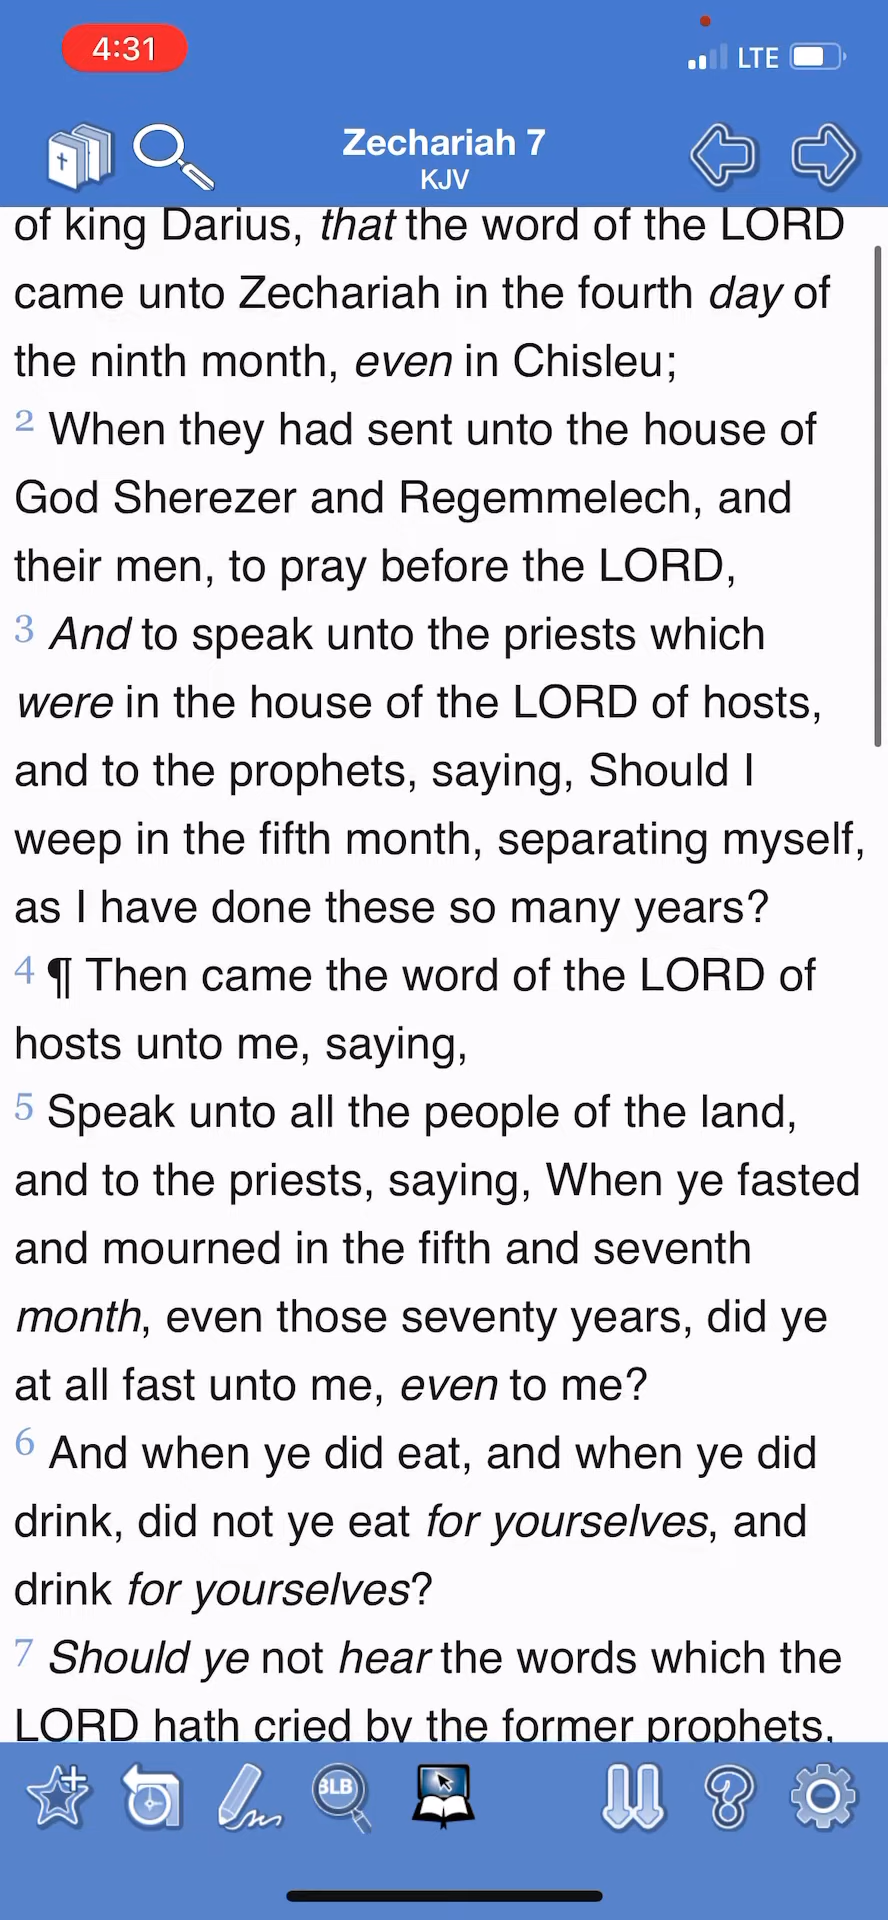 4:31
LTE
Zechariah 7
KJV
of king Darius, that the word of the LORD
came unto Zechariah in the fourth day of
the ninth month, even in Chisleu;
2 When they had sent unto the house of
God Sherezer and Regemmelech, and
their men, to pray before the LORD,
3 And to speak unto the priests which
were in the house of the LORD of hosts,
and to the prophets, saying, Should I
weep in the fifth month, separating myself,
as I have done these so many years?
4 ¶ Then came the word of the LORD of
hosts unto me, saying,
5 Speak unto all the people of the land,
and to the priests, saying, When ye fasted
and mourned in the fifth and seventh
month, even those seventy years, did ye
at all fast unto me, even to me?
6 And when ye did eat, and when ye did
drink, did not ye eat for yourselves, and
drink for yourselves?
7 Should ye not hear the words which the
LORD hath cried by the former prophets,
BLB